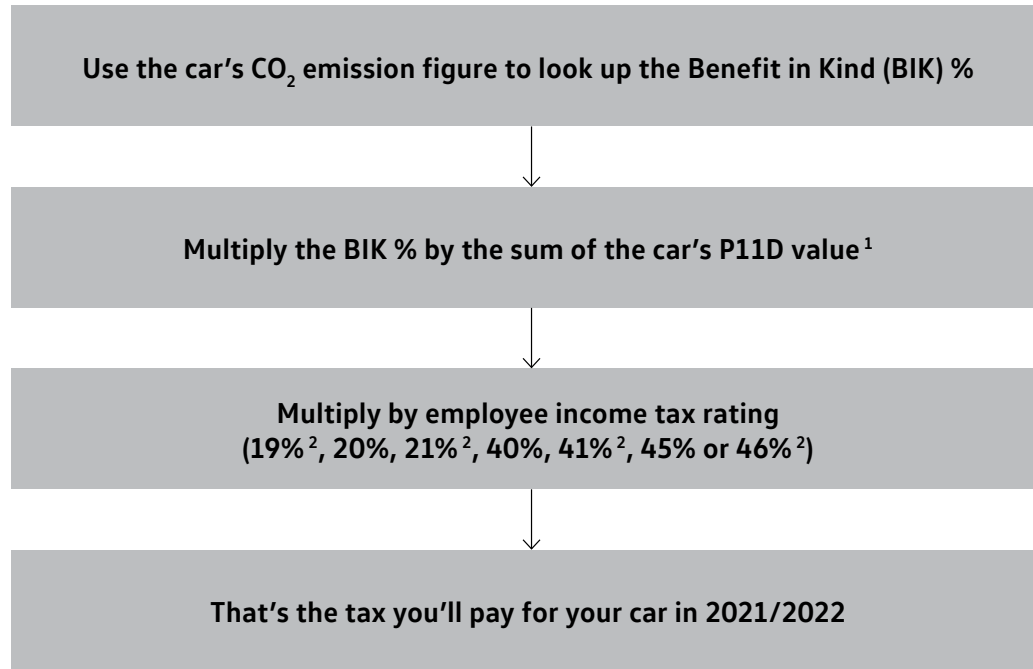 Use the car's CO₂ emission figure to look up the Benefit in Kind (BIK) %
Multiply the BIK % by the sum of the car's P11D value ¹
Multiply by employee income tax rating
(19% ², 20%, 21% ², 40%, 41% ², 45% or 46% ²)
That's the tax you'll pay for your car in 2021/2022